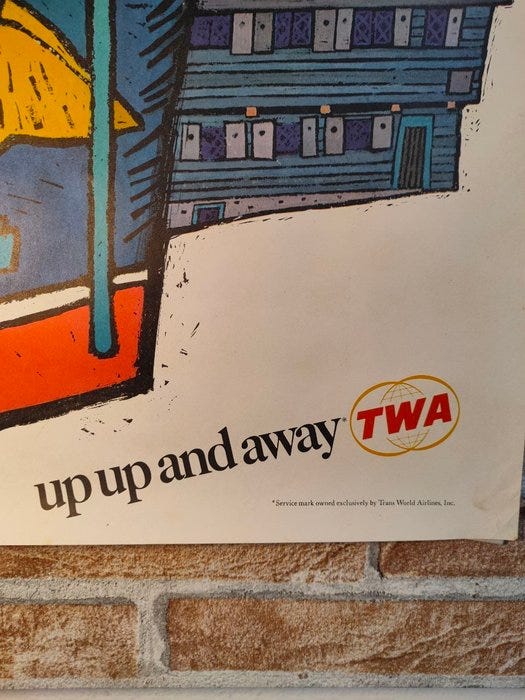 up up and away* TWA
*Service mark owned exclusively by Trans World Airlines, Inc.